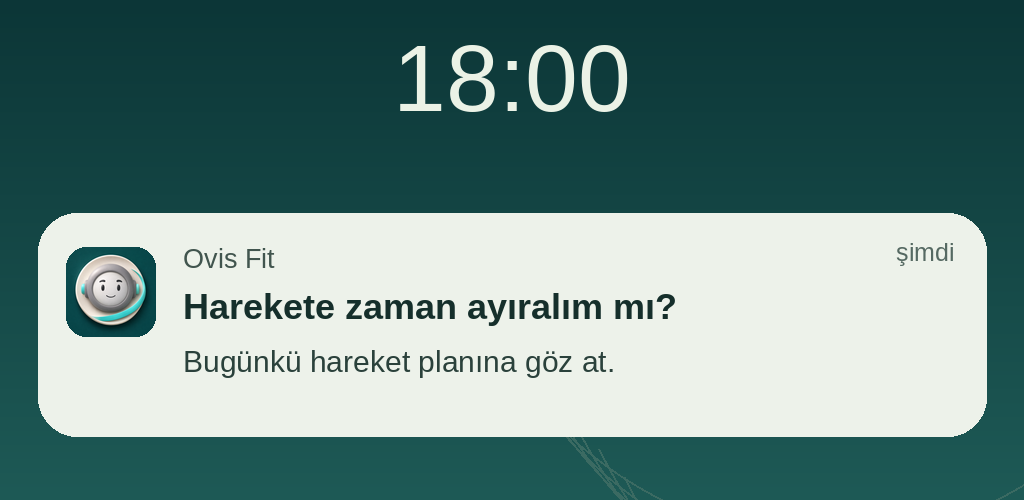 18:00
Ovis Fit
şimdi
Harekete zaman ayıralım mı?
Bugünkü hareket planına göz at.